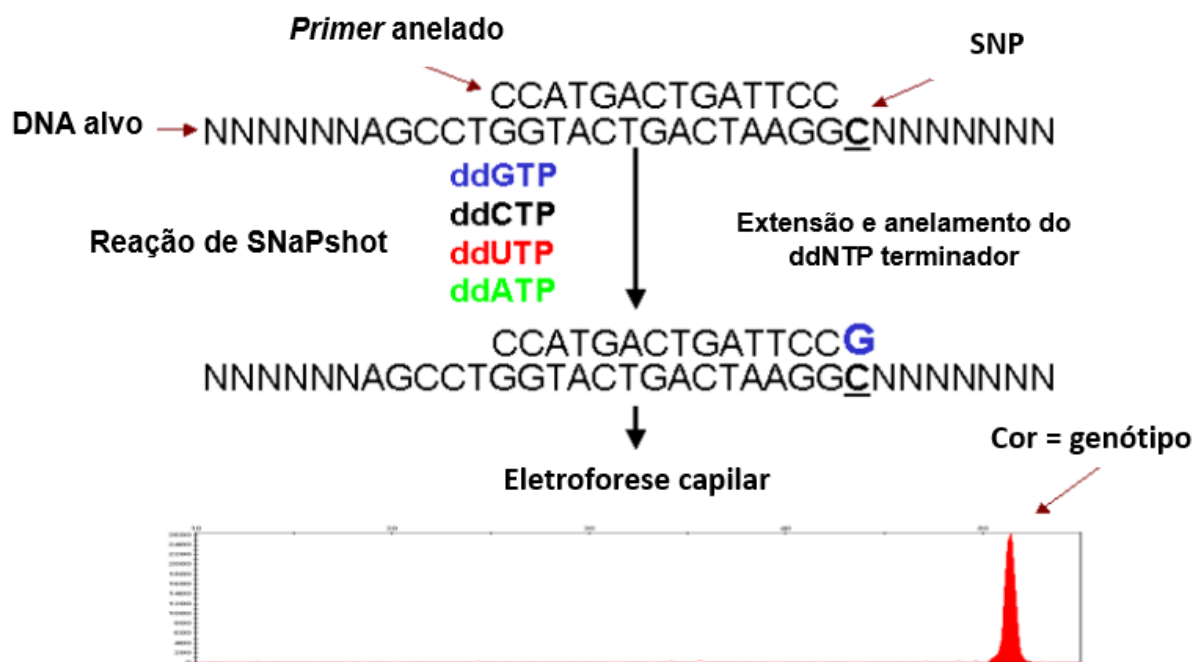 Primer anelado
SNP
CCATGACTGATTCC
DNA alvo
NNNNNNAGCCTGGTACTGACTAAGGCNNNNNNN
ddGTP
ddCTP
ddUTP
ddATP
Reação de SNaPshot
Extensão e anelamento do
ddNTP terminador
CCATGACTGATTCCG
NNNNNNAGCCTGGTACTGACTAAGGCNNNNNNN
Cor = genótipo
Eletroforese capilar